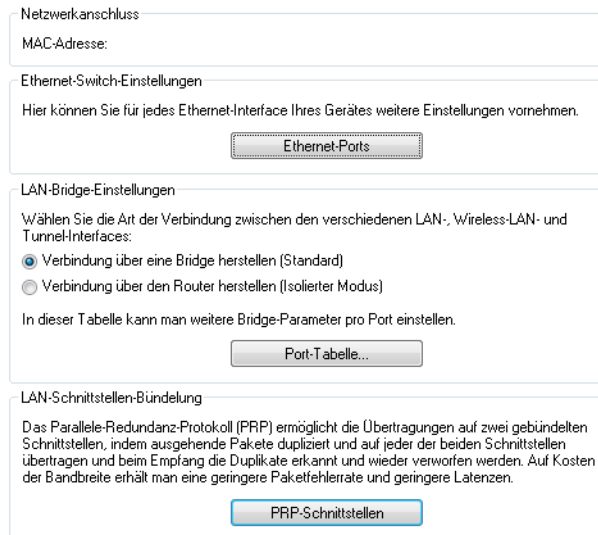 Netzwerkanschluss
MAC-Adresse:
Ethernet-Switch-Einstellungen
Hier können Sie für jedes Ethernet-Interface Ihres Gerätes weitere Einstellungen vornehmen.
Ethernet-Ports
LAN-Bridge-Einstellungen
Wählen Sie die Art der Verbindung zwischen den verschiedenen LAN-, Wireless-LAN- und
Tunnel-Interfaces:
Verbindung über eine Bridge herstellen (Standard)
Verbindung über den Router herstellen (Isolierter Modus)
In dieser Tabelle kann man weitere Bridge-Parameter pro Port einstellen.
Port-Tabelle...
LAN-Schnittstellen-Bündelung
Das Parallele-Redundanz-Protokoll (PRP) ermöglicht die Übertragungen auf zwei gebündelten
Schnittstellen, indem ausgehende Pakete dupliziert und auf jeder der beiden Schnittstellen
übertragen und beim Empfang die Duplikate erkannt und wieder verworfen werden. Auf Kosten
der Bandbreite erhält man eine geringere Paketfehlerrate und geringere Latenzen.
PRP-Schnittstellen